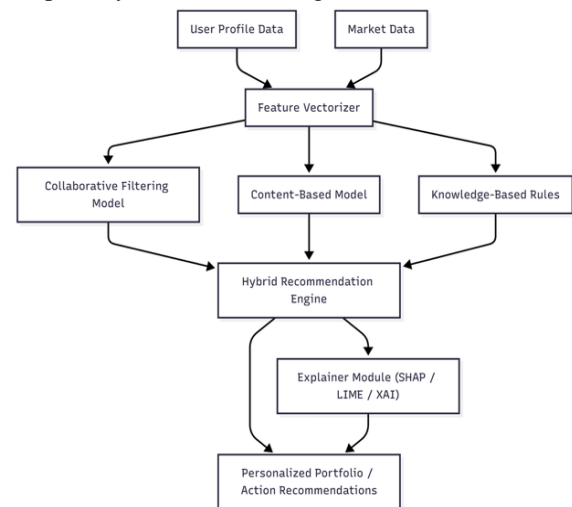 User Profile Data
Market Data
Feature Vectorizer
Collaborative Filtering
Model
Content-Based Model
Knowledge-Based Rules
Hybrid Recommendation
Engine
Explainer Module (SHAP /
LIME / XAI)
Personalized Portfolio /
Action Recommendations